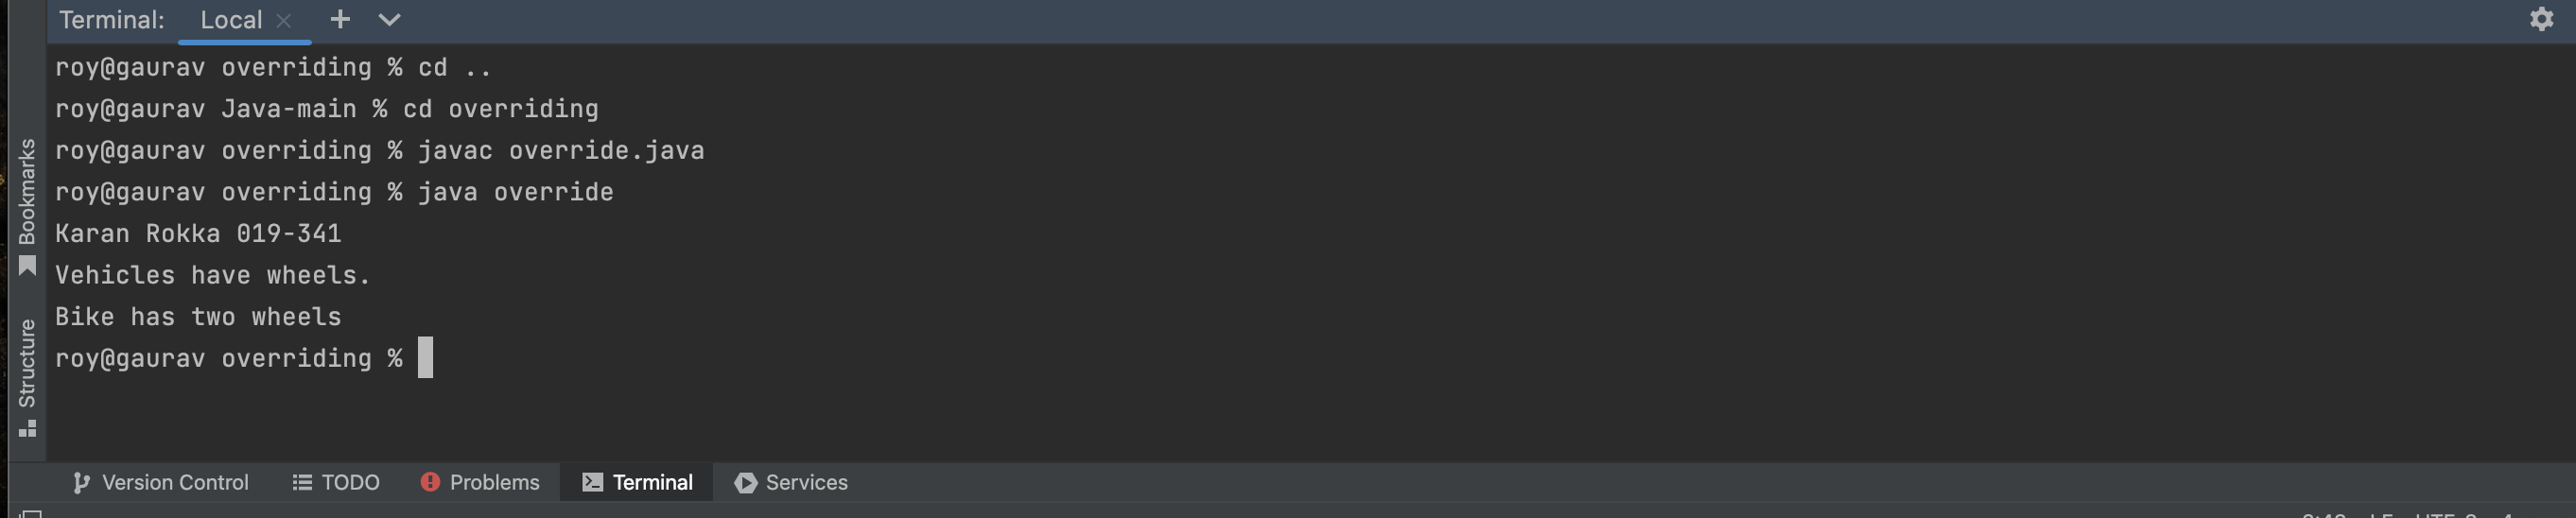 Terminal: Local
roy@gaurav overriding % cd ..
roy@gaurav Java-main % cd overriding
roy@gaurav overriding % javac override.java
roy@gaurav overriding % java override
Karan Rokka 019-341
Vehicles have wheels.
Bike has two wheels
roy@gaurav overriding %
Bookmarks
Structure
Version Control TODO Problems Terminal Services